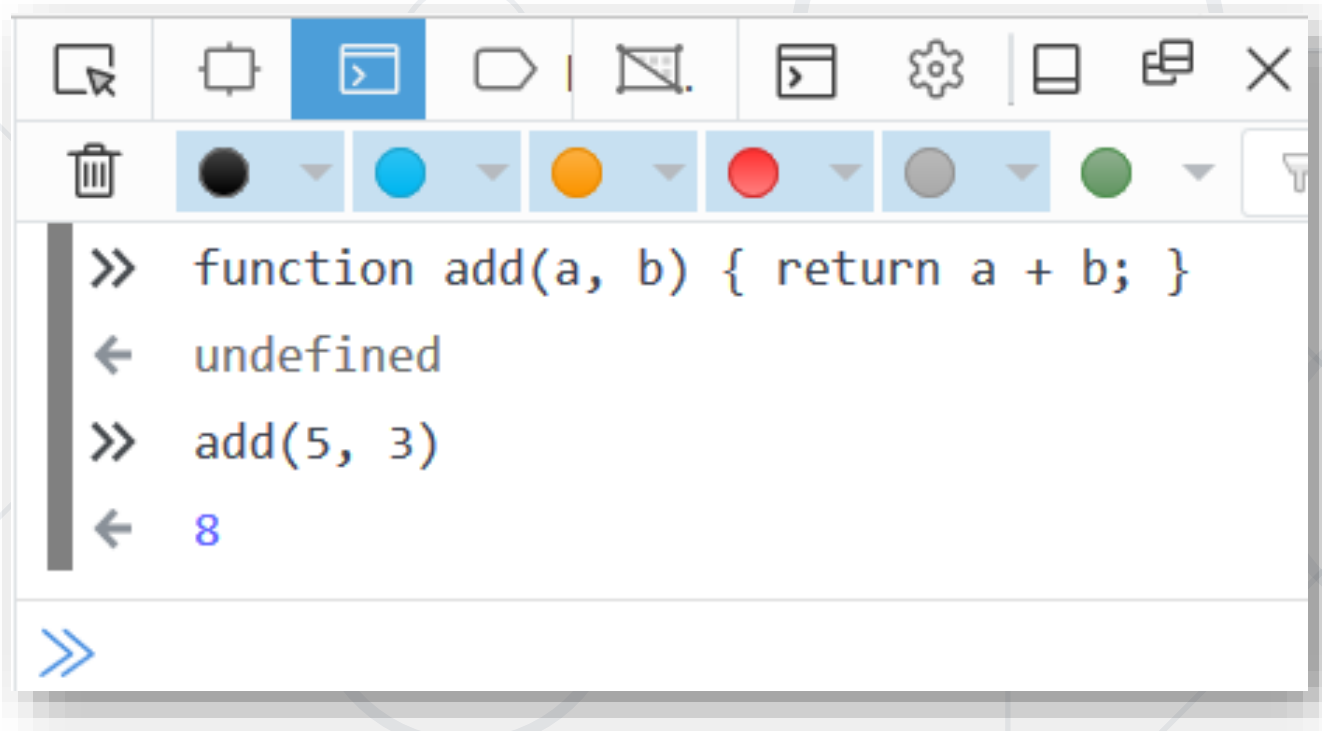 function add(a, b) { return a + b; }
undefined
add(5, 3)
8